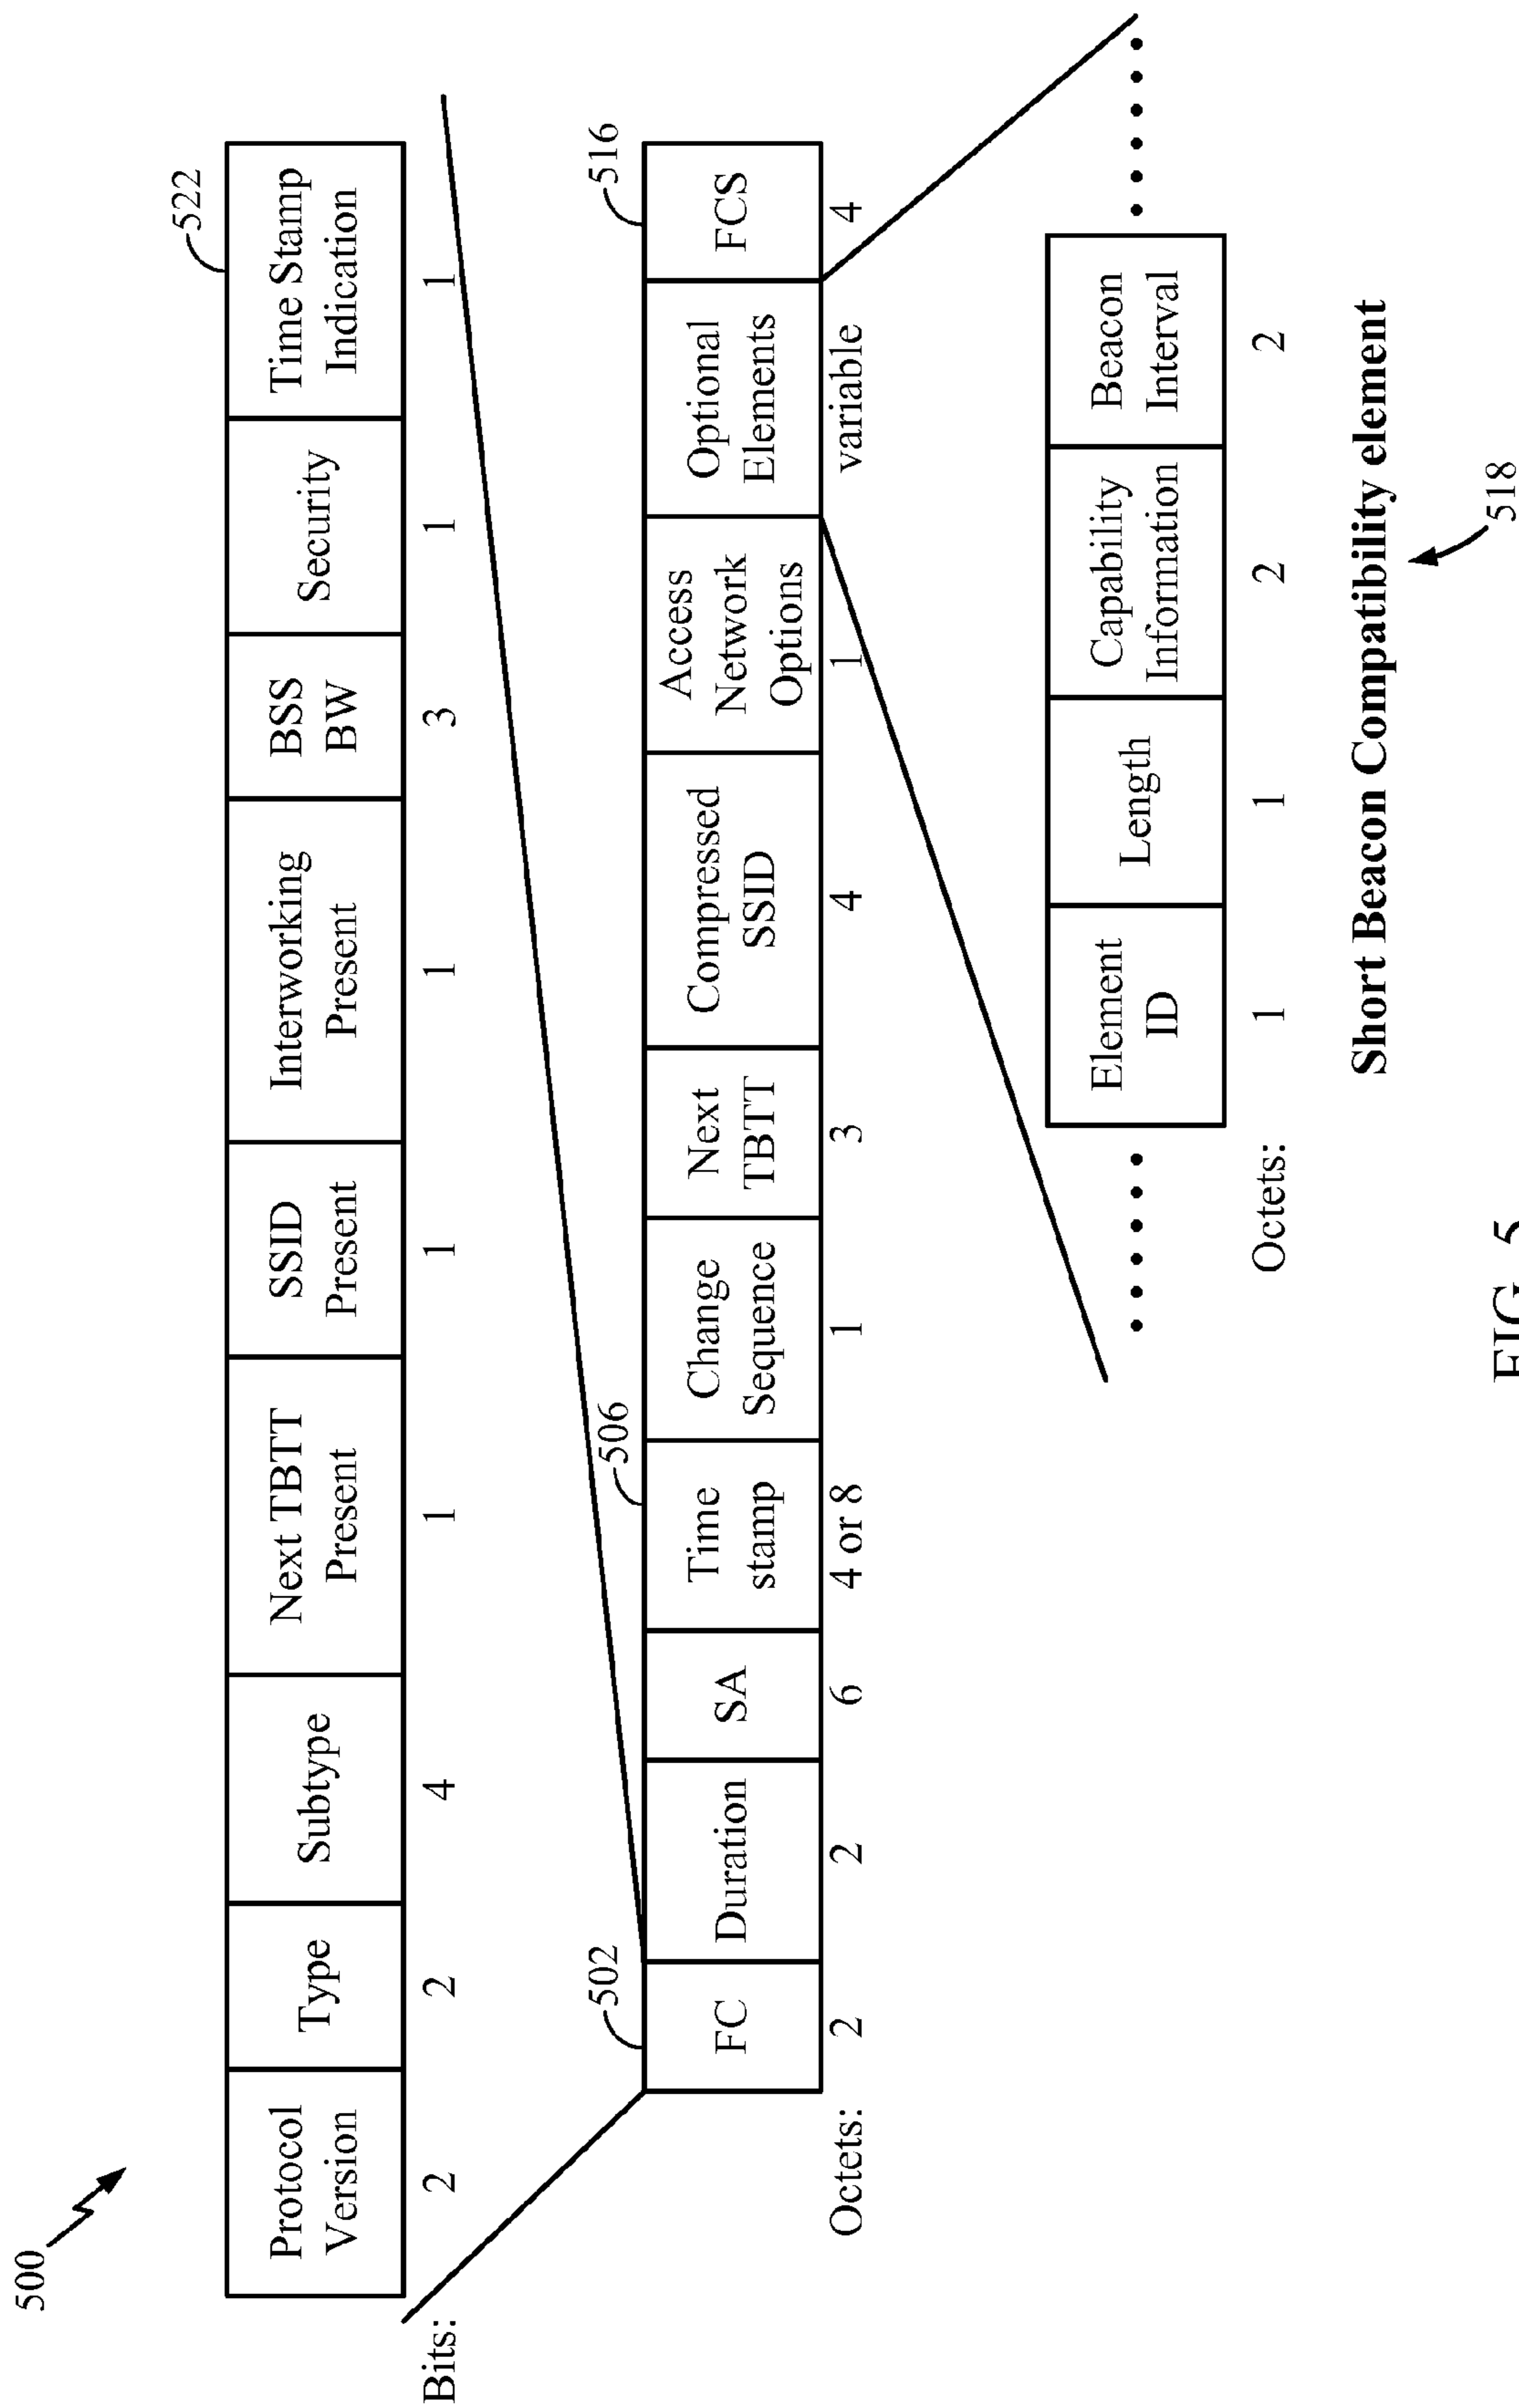 500
522
Protocol
Version
Type
Subtype
Next TBTT
Present
SSID
Present
Interworking
Present
BSS
BW
Security
Time Stamp
Indication
Bits: 2 2 4 1 1 1 3 1 1
502
506
516
FC
Duration
SA
Time
stamp
Change
Sequence
Next
TBTT
Compressed
SSID
Access
Network
Options
Optional
Elements
FCS
Octets: 2 2 6 4 or 8 1 3 4 1 variable 4
Element
ID
Length
Capability
Information
Beacon
Interval
Octets: 1 1 2 2
Short Beacon Compatibility element
518
FIG. 5